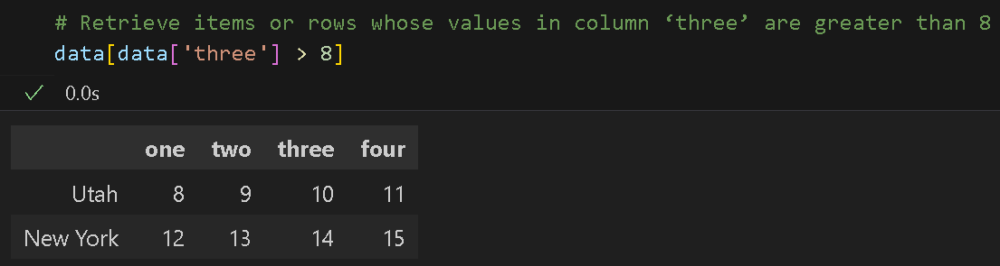 # Retrieve items or rows whose values in column ‘three’ are greater than 8
data[data['three'] > 8]
✓ 0.0s
one two three four
Utah 8 9 10 11
New York 12 13 14 15